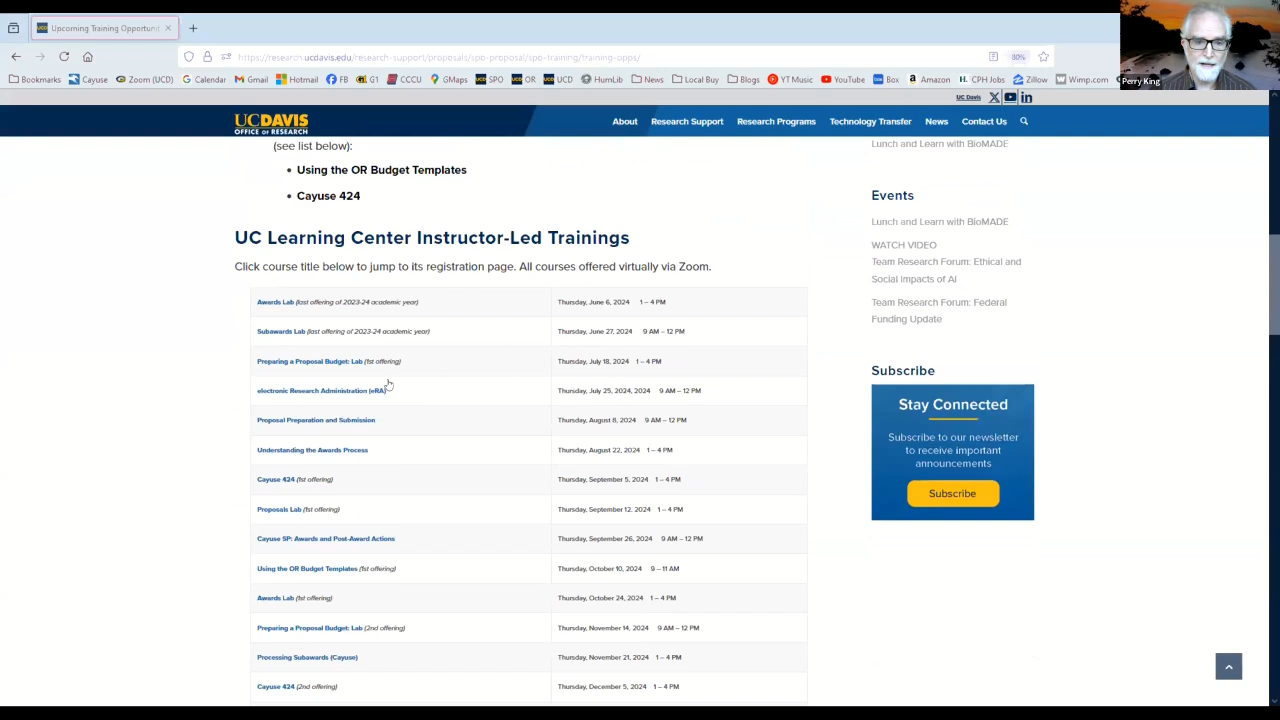 Upcoming Training Opportunit
https://research.ucdavis.edu/research-support/proposals/spo-proposal/spo-training/training-opps/
80%
Bookmarks Cayuse Zoom (UCD) Calendar Gmail Hotmail FB G1 CCCU GMaps SPO OR UCD HumLib News Local Buy Blogs YT Music YouTube Box Amazon CPH Jobs Zillow Wimp.com
Perry King
UC Davis
UCDAVIS
OFFICE OF RESEARCH
About Research Support Research Programs Technology Transfer News Contact Us
(see list below):
• Using the OR Budget Templates
• Cayuse 424
UC Learning Center Instructor-Led Trainings
Click course title below to jump to its registration page. All courses offered virtually via Zoom.
Awards Lab (last offering of 2023-24 academic year) Thursday, June 6, 2024 1 – 4 PM
Subawards Lab (last offering of 2023-24 academic year) Thursday, June 27, 2024 9 AM – 12 PM
Preparing a Proposal Budget: Lab (1st offering) Thursday, July 18, 2024 1 – 4 PM
electronic Research Administration (eRA) Thursday, July 25, 2024, 2024 9 AM – 12 PM
Proposal Preparation and Submission Thursday, August 8, 2024 9 AM – 12 PM
Understanding the Awards Process Thursday, August 22, 2024 1 – 4 PM
Cayuse 424 (1st offering) Thursday, September 5, 2024 1 – 4 PM
Proposals Lab (1st offering) Thursday, September 12, 2024 1 – 4 PM
Cayuse SP: Awards and Post-Award Actions Thursday, September 26, 2024 9 AM – 12 PM
Using the OR Budget Templates (1st offering) Thursday, October 10, 2024 9 – 11 AM
Awards Lab (1st offering) Thursday, October 24, 2024 1 – 4 PM
Preparing a Proposal Budget: Lab (2nd offering) Thursday, November 14, 2024 9 AM – 12 PM
Processing Subawards (Cayuse) Thursday, November 21, 2024 1 – 4 PM
Cayuse 424 (2nd offering) Thursday, December 5, 2024 1 – 4 PM
Lunch and Learn with BioMADE
Events
Lunch and Learn with BioMADE
WATCH VIDEO
Team Research Forum: Ethical and
Social Impacts of AI
Team Research Forum: Federal
Funding Update
Subscribe
Stay Connected
Subscribe to our newsletter
to receive important
announcements
Subscribe